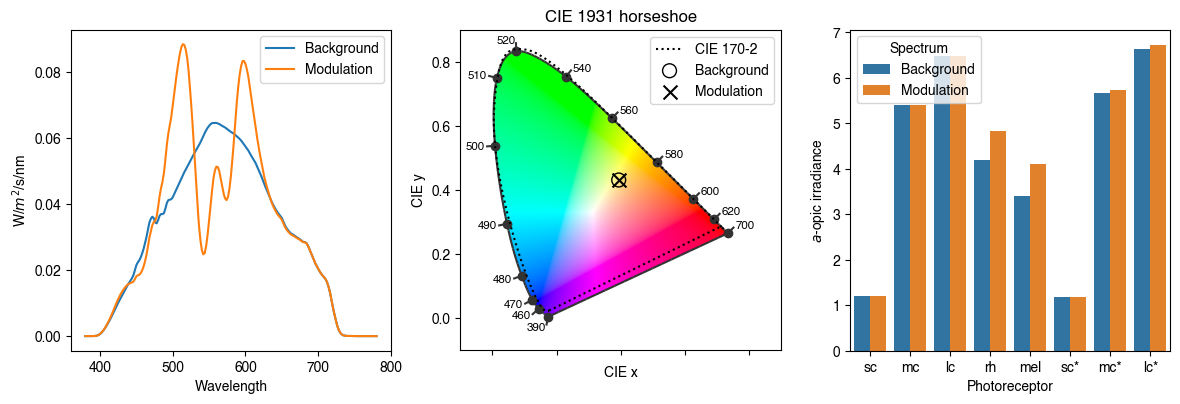 Background
Modulation
0.08
0.06
0.04
0.02
0.00
W/m²/s/nm
400
500
600
700
800
Wavelength
CIE 1931 horseshoe
CIE 170-2
Background
Modulation
520
540
510
560
500
580
600
620
490
700
480
470
460
390
0.8
0.6
0.4
0.2
0.0
CIE y
CIE x
Spectrum
Background
Modulation
7
6
5
4
3
2
1
0
a-opic irradiance
sc
mc
lc
rh
mel
sc*
mc*
lc*
Photoreceptor